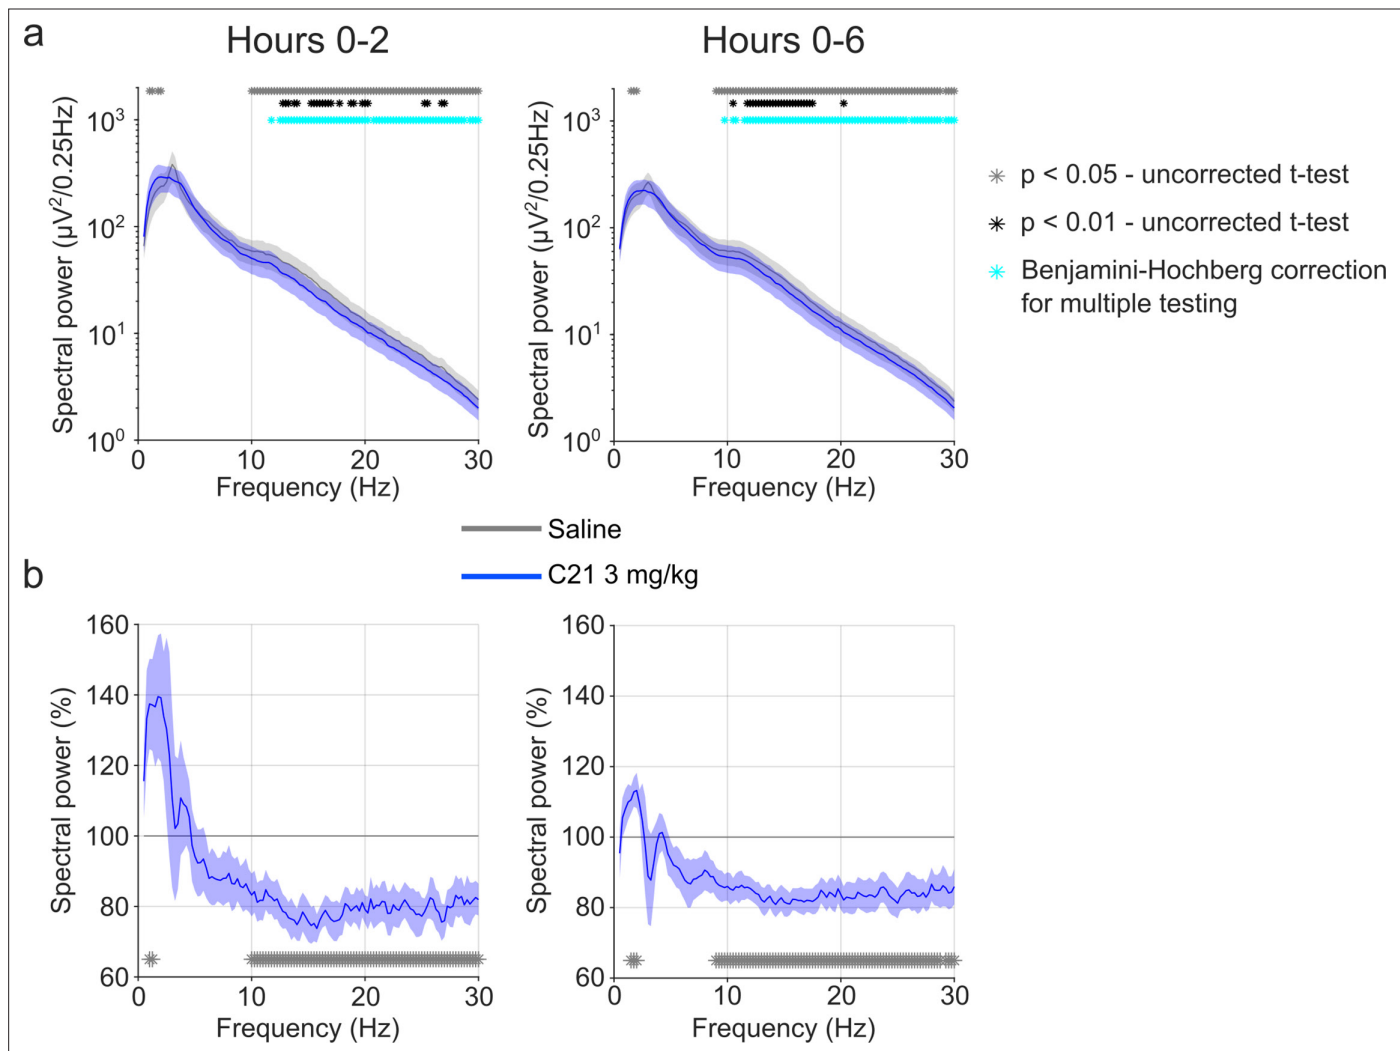 a
Hours 0-2
Hours 0-6
Spectral power (µV²/0.25Hz)
10³
10²
10¹
10⁰
0
10
20
30
Frequency (Hz)
Spectral power (µV²/0.25Hz)
10³
10²
10¹
10⁰
0
10
20
30
Frequency (Hz)
p < 0.05 - uncorrected t-test
p < 0.01 - uncorrected t-test
Benjamini-Hochberg correction
for multiple testing
Saline
C21 3 mg/kg
b
Spectral power (%)
160
140
120
100
80
60
0
10
20
30
Frequency (Hz)
Spectral power (%)
160
140
120
100
80
60
0
10
20
30
Frequency (Hz)